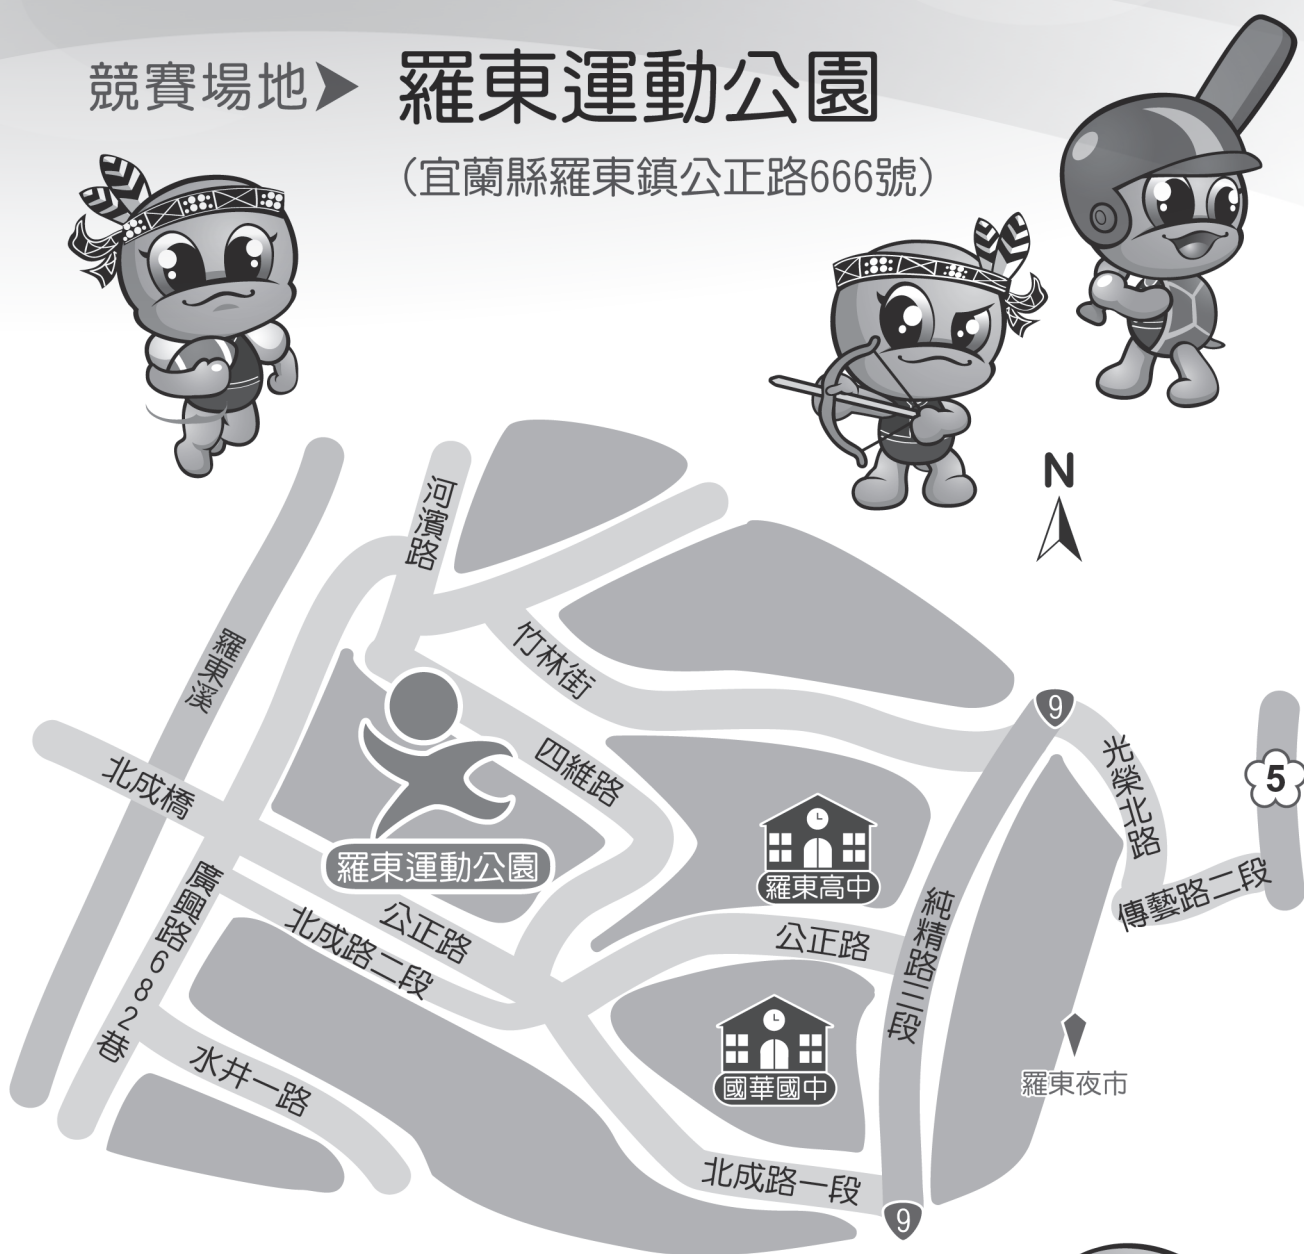 競賽場地
羅東運動公園
(宜蘭縣羅東鎮公正路666號)
N
河濱路
羅東溪
竹林街
9
光榮北路
5
四維路
北成橋
羅東運動公園
羅東高中
傳藝路二段
廣興路682巷
公正路
北成路二段
公正路
純精路三段
國華國中
水井一路
羅東夜市
北成路一段
9